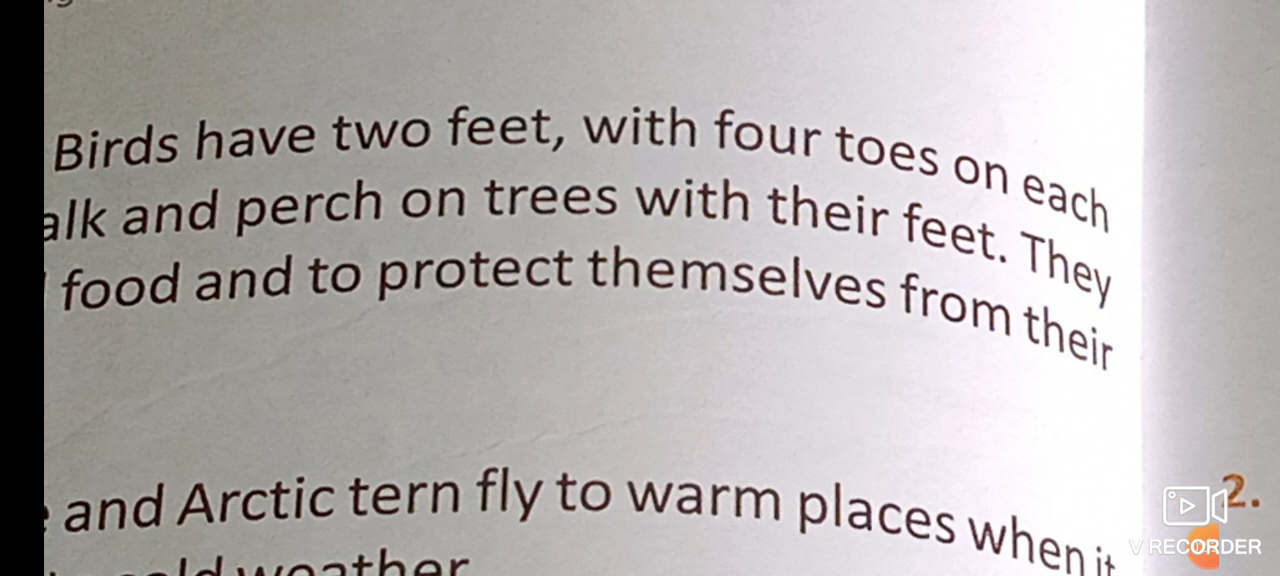 Birds have two feet, with four toes on each
and perch on trees with their feet. They
food and to protect themselves from their
and Arctic tern fly to warm places when it
weather
2.
V RECORDER